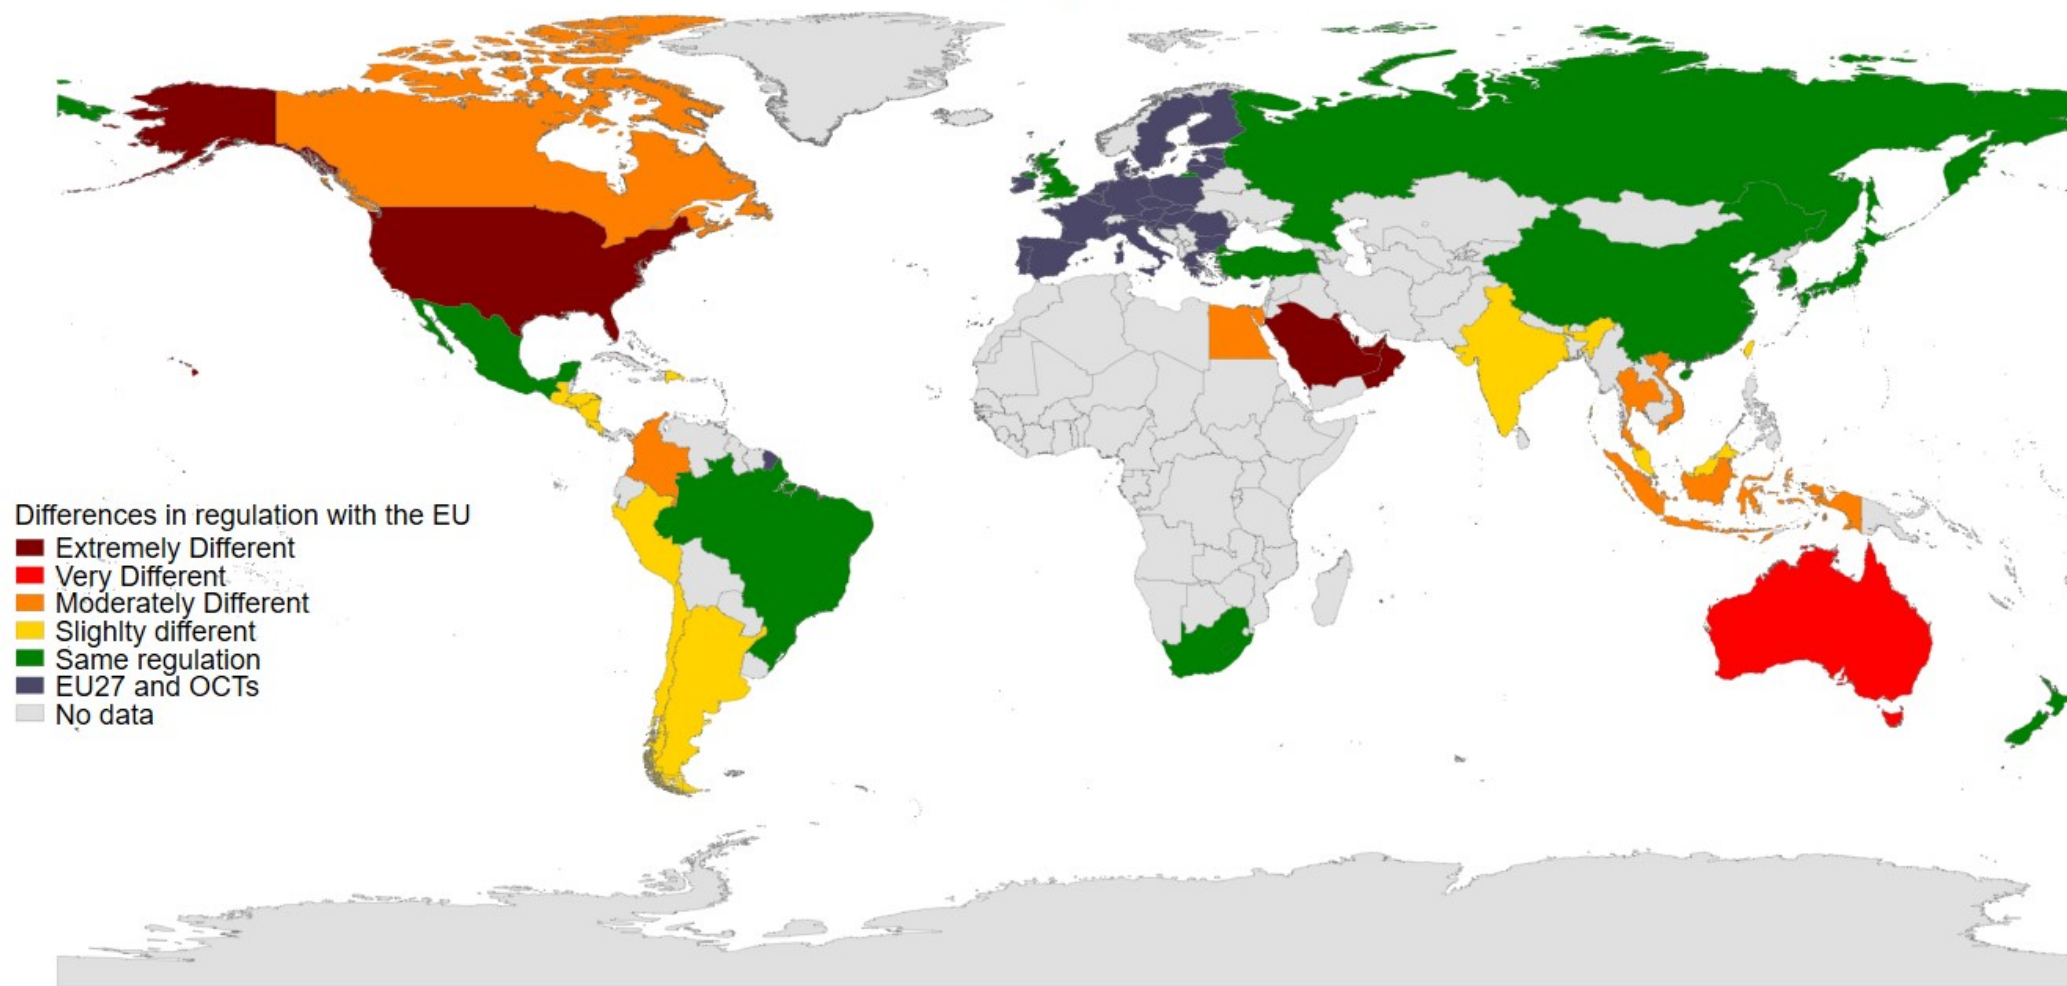 Differences in regulation with the EU
Extremely Different
Very Different
Moderately Different
Slighlty different
Same regulation
EU27 and OCTs
No data